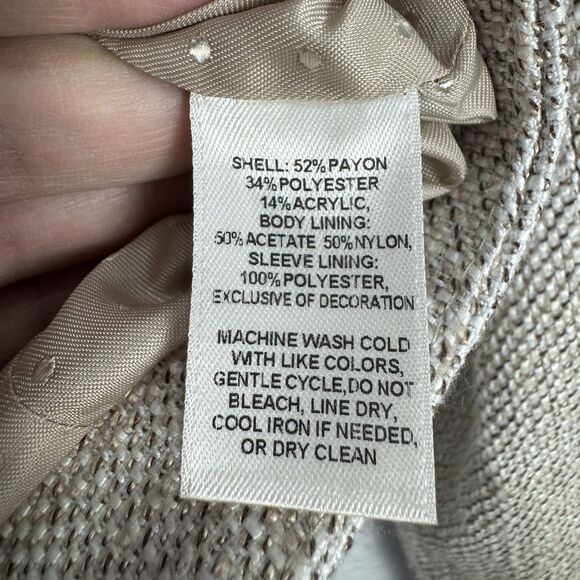 SHELL: 52% PAYON
34% POLYESTER
14% ACRYLIC,
BODY LINING:
50% ACETATE 50% NYLON,
SLEEVE LINING:
100% POLYESTER,
EXCLUSIVE OF DECORATION
MACHINE WASH COLD
WITH LIKE COLORS,
GENTLE CYCLE,DO NOT
BLEACH, LINE DRY,
COOL IRON IF NEEDED,
OR DRY CLEAN